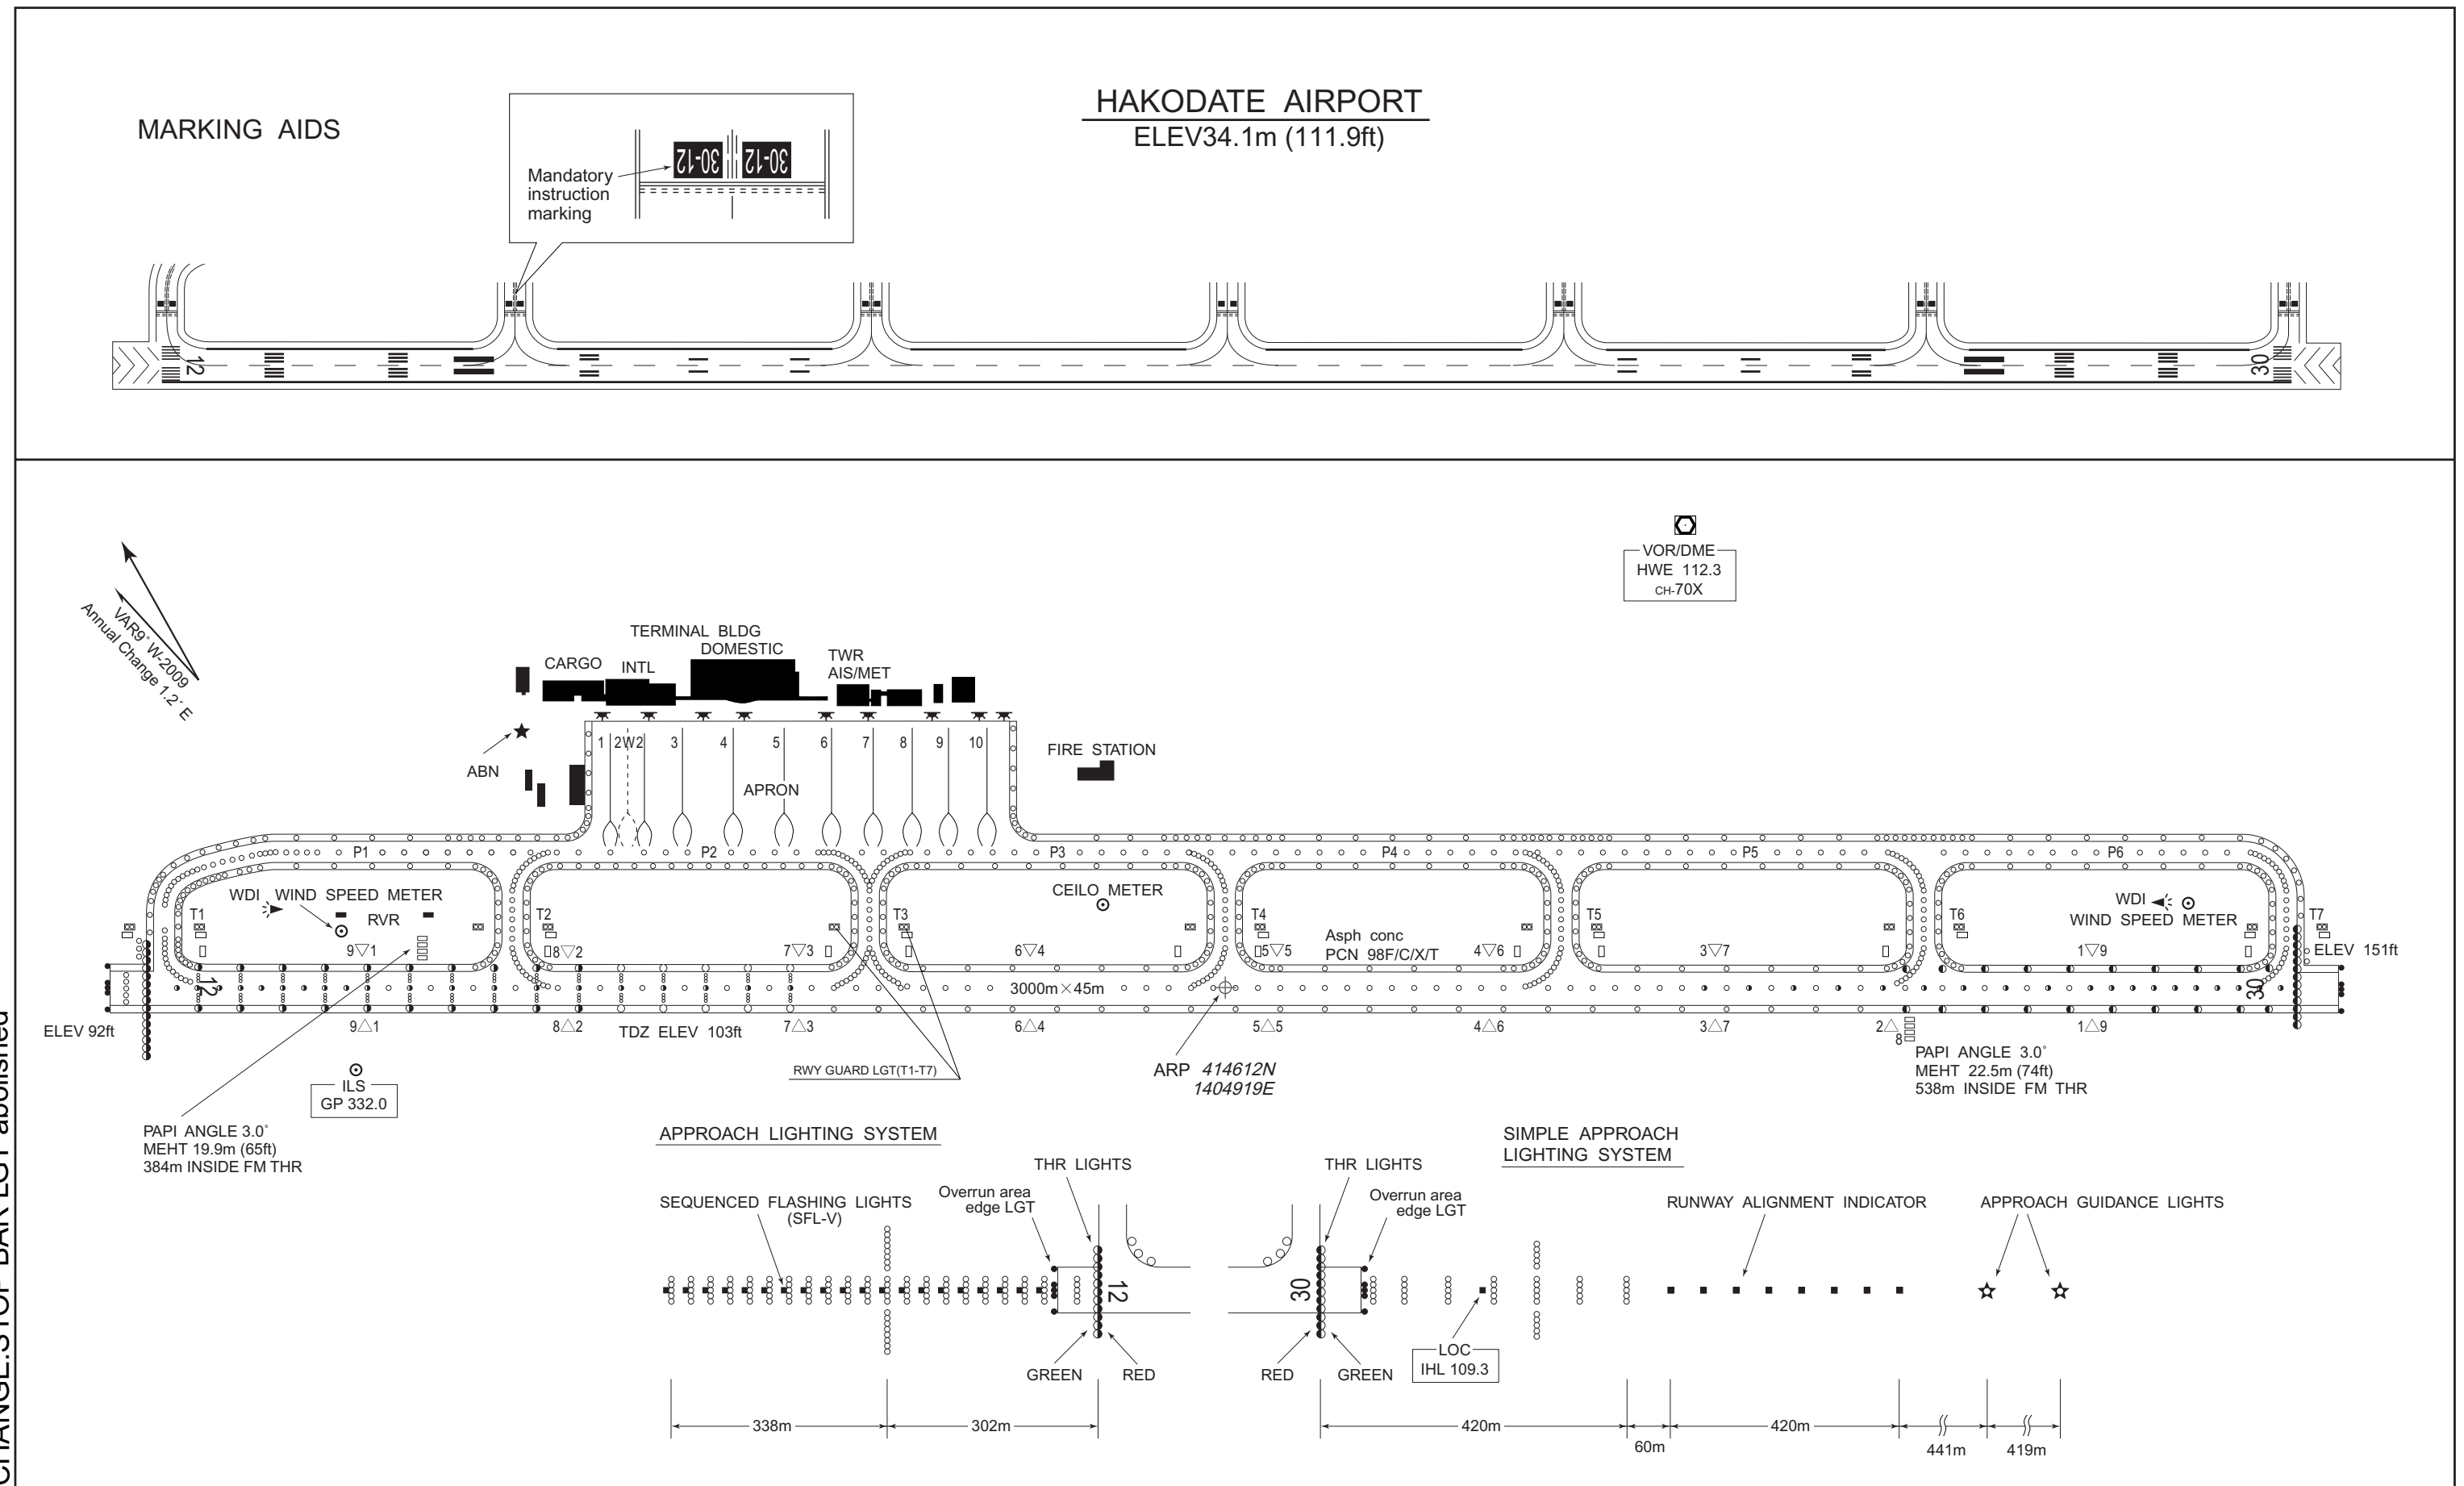 MARKING AIDS
HAKODATE AIRPORT
ELEV34.1m (111.9ft)
30-12
30-12
Mandatory
instruction
marking
12
30
VOR/DME
HWE 112.3
CH-70X
VAR9°W-2009
Annual Change 1.2´ E
TERMINAL BLDG
DOMESTIC
CARGO
INTL
TWR
AIS/MET
ABN
1
2W2
3
4
5
6
7
8
9
10
APRON
FIRE STATION
P1
P2
P3
P4
P5
P6
WDI
WIND SPEED METER
RVR
CEILO METER
WDI
WIND SPEED METER
T1
T2
T3
T4
T5
T6
T7
Asph conc
PCN 98F/C/X/T
9▽1
8▽2
7▽3
6▽4
5▽5
4▽6
3▽7
1▽9
ELEV 151ft
12
3000m×45m
30
ELEV 92ft
9△1
8△2
TDZ ELEV 103ft
7△3
6△4
5△5
4△6
3△7
2△8
1△9
RWY GUARD LGT(T1-T7)
ARP 414612N
1404919E
PAPI ANGLE 3.0°
MEHT 22.5m (74ft)
538m INSIDE FM THR
ILS
GP 332.0
PAPI ANGLE 3.0°
MEHT 19.9m (65ft)
384m INSIDE FM THR
APPROACH LIGHTING SYSTEM
SIMPLE APPROACH
LIGHTING SYSTEM
THR LIGHTS
THR LIGHTS
SEQUENCED FLASHING LIGHTS
(SFL-V)
Overrun area
edge LGT
Overrun area
edge LGT
RUNWAY ALIGNMENT INDICATOR
APPROACH GUIDANCE LIGHTS
12
30
LOC
IHL 109.3
GREEN
RED
RED
GREEN
338m
302m
420m
60m
420m
441m
419m
CHANGE:STOP BAR LGT abolished